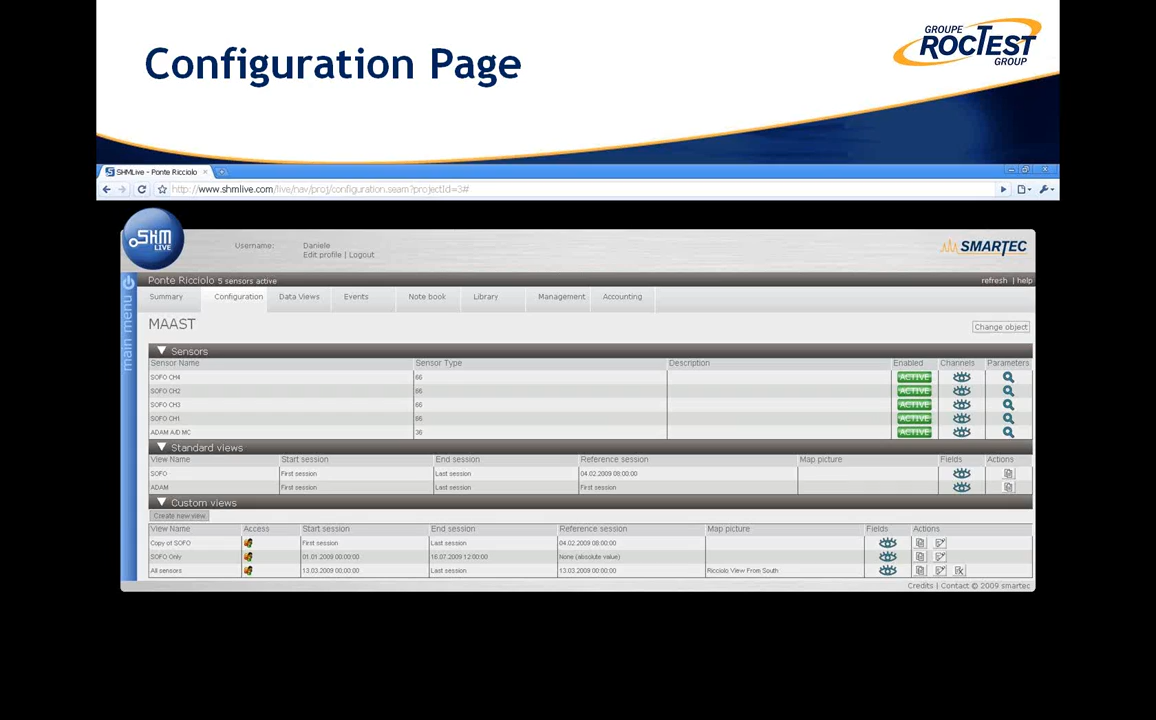 Configuration Page
GROUPE
ROCTEST
GROUP
SHMLive - Ponte Ricciolo
http://www.shmlive.com/live/nav/proj/configuration.seam?projectId=3#
SHM
LIVE
Username: Daniele
Edit profile | Logout
SMARTEC
main menu
Ponte Ricciolo 5 sensors active refresh | help
Summary Configuration Data Views Events Note book Library Management Accounting
MAAST Change object
Sensors
Sensor Name Sensor Type Description Enabled Channels Parameters
SOFO CH4 66 ACTIVE
SOFO CH2 66 ACTIVE
SOFO CH3 66 ACTIVE
SOFO CH1 66 ACTIVE
ADAM A/D MC 36 ACTIVE
Standard views
View Name Start session End session Reference session Map picture Fields Actions
SOFO First session Last session 04.02.2009 08:00:00
ADAM First session Last session First session
Custom views
Create new view
View Name Access Start session End session Reference session Map picture Fields Actions
Copy of SOFO First session Last session 04.02.2009 08:00:00
SOFO Only 01.01.2009 00:00:00 16.07.2009 12:00:00 None (absolute value)
All sensors 13.03.2009 00:00:00 Last session 13.03.2009 00:00:00 Ricciolo View From South
Credits | Contact © 2009 smartec